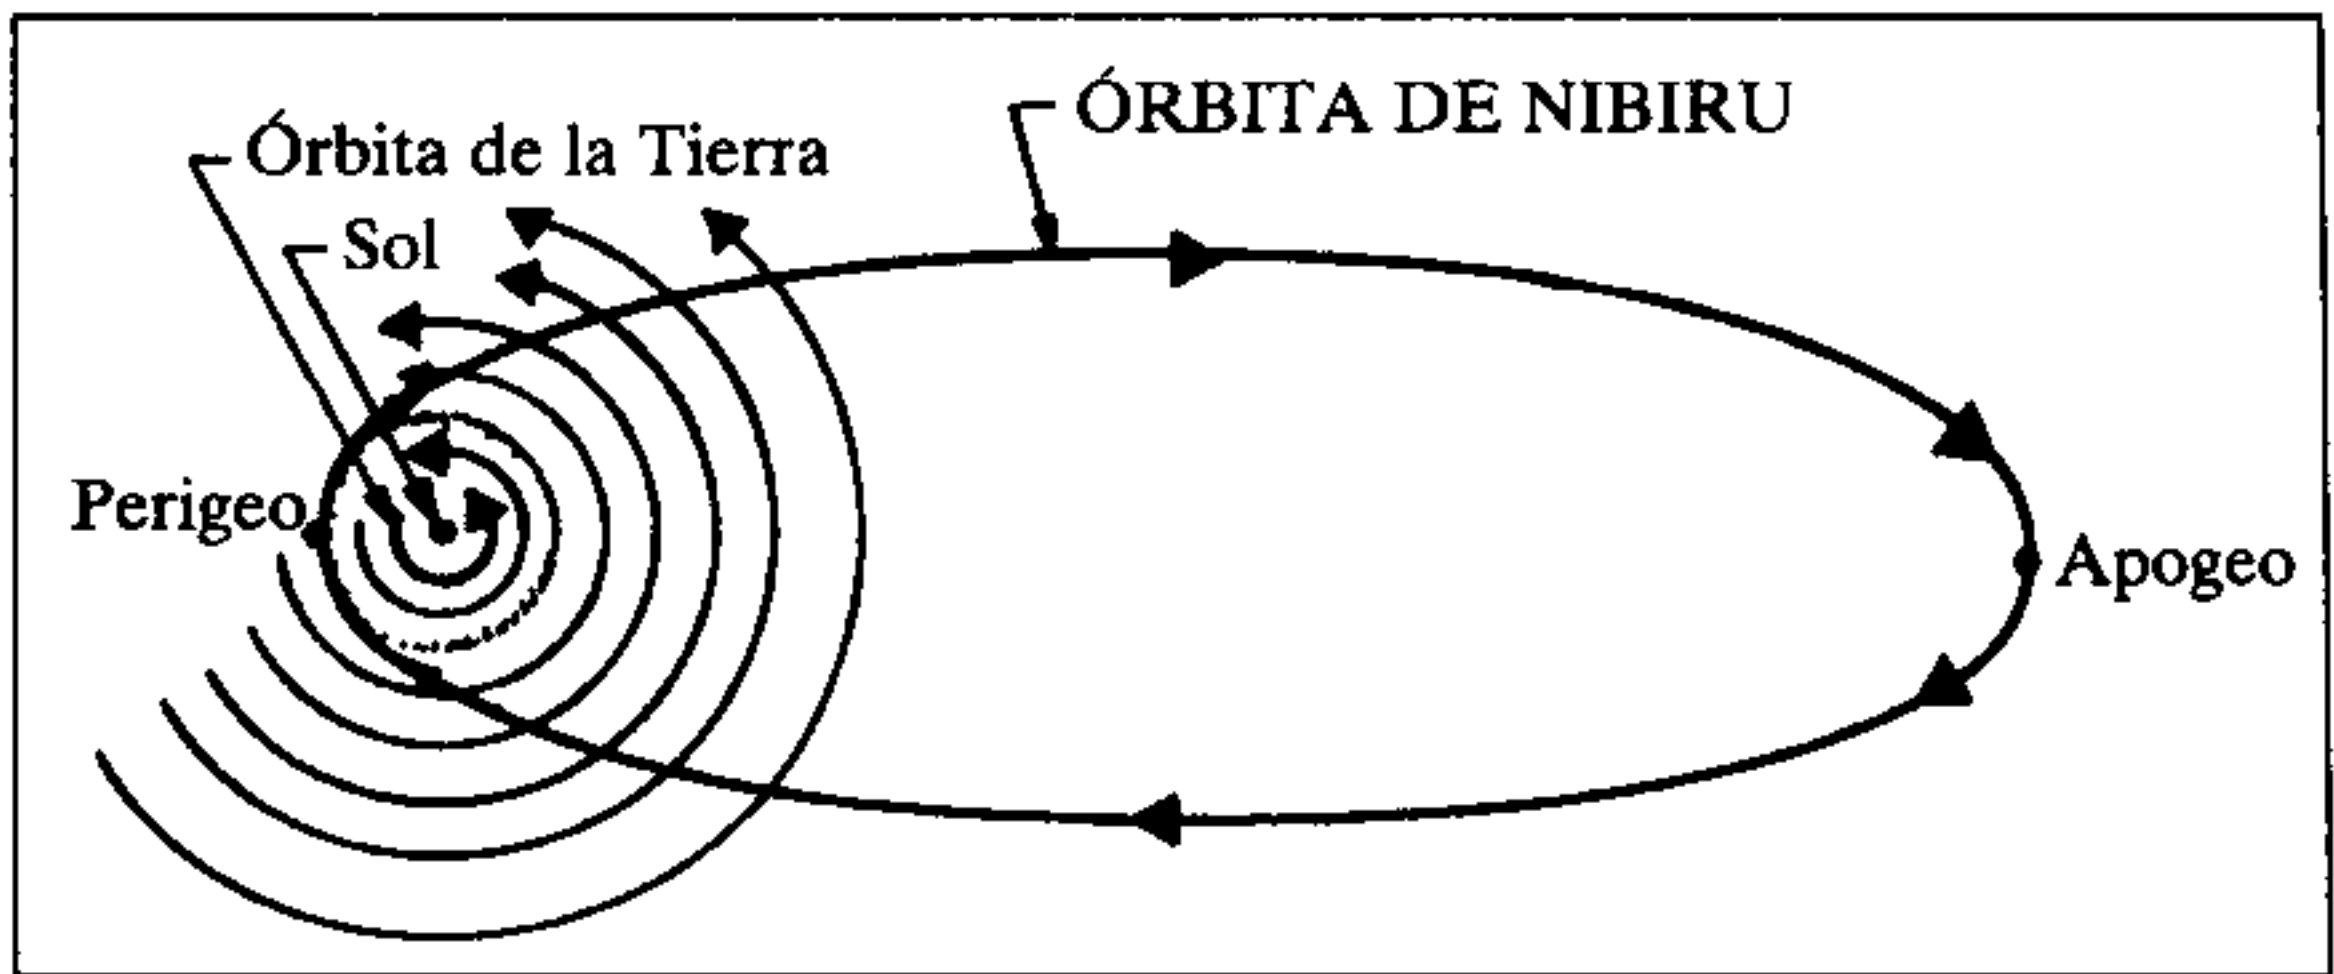 ÓRBITA DE NIBIRU
Órbita de la Tierra
Sol
Perigeo
Apogeo